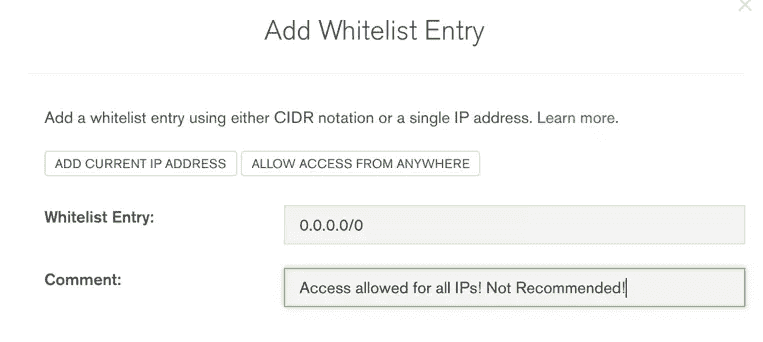 Add Whitelist Entry
Add a whitelist entry using either CIDR notation or a single IP address. Learn more.
ADD CURRENT IP ADDRESS ALLOW ACCESS FROM ANYWHERE
Whitelist Entry: 0.0.0.0/0
Comment: Access allowed for all IPs! Not Recommended!